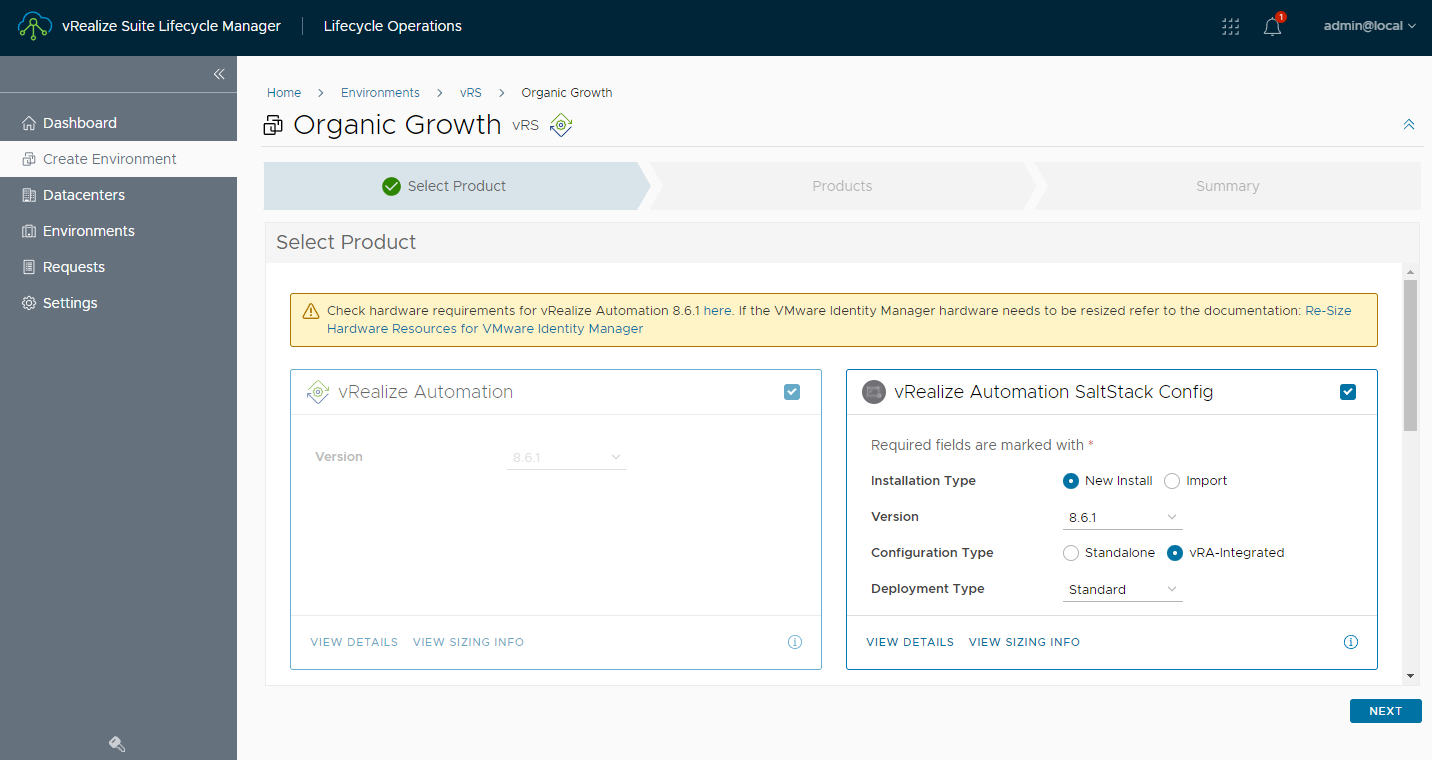 vRealize Suite Lifecycle Manager
Lifecycle Operations
1
admin@local
Dashboard
Create Environment
Datacenters
Environments
Requests
Settings
Home > Environments > vRS > Organic Growth
Organic Growth vRS
Select Product
Products
Summary
Select Product
Check hardware requirements for vRealize Automation 8.6.1 here. If the VMware Identity Manager hardware needs to be resized refer to the documentation: Re-Size
Hardware Resources for VMware Identity Manager
vRealize Automation
Version 8.6.1
VIEW DETAILS VIEW SIZING INFO
vRealize Automation SaltStack Config
Required fields are marked with *
Installation Type New Install Import
Version 8.6.1
Configuration Type Standalone vRA-Integrated
Deployment Type Standard
VIEW DETAILS VIEW SIZING INFO
NEXT